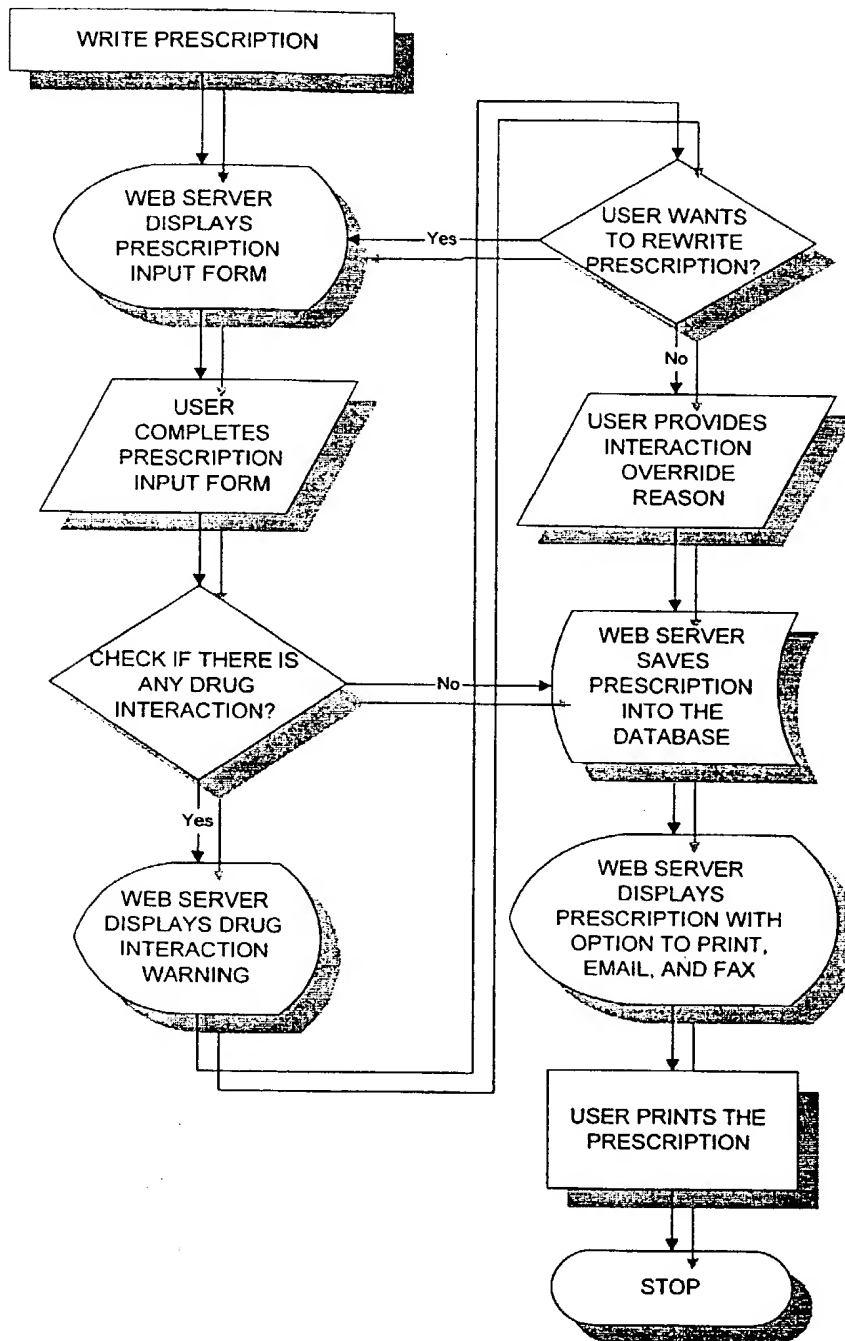 WRITE PRESCRIPTION
WEB SERVER
DISPLAYS
PRESCRIPTION
INPUT FORM
USER
COMPLETES
PRESCRIPTION
INPUT FORM
CHECK IF THERE IS
ANY DRUG
INTERACTION?
No
Yes
WEB SERVER
DISPLAYS DRUG
INTERACTION
WARNING
USER WANTS
TO REWRITE
PRESCRIPTION?
Yes
No
USER PROVIDES
INTERACTION
OVERRIDE
REASON
WEB SERVER
SAVES
PRESCRIPTION
INTO THE
DATABASE
WEB SERVER
DISPLAYS
PRESCRIPTION WITH
OPTION TO PRINT,
EMAIL, AND FAX
USER PRINTS THE
PRESCRIPTION
STOP